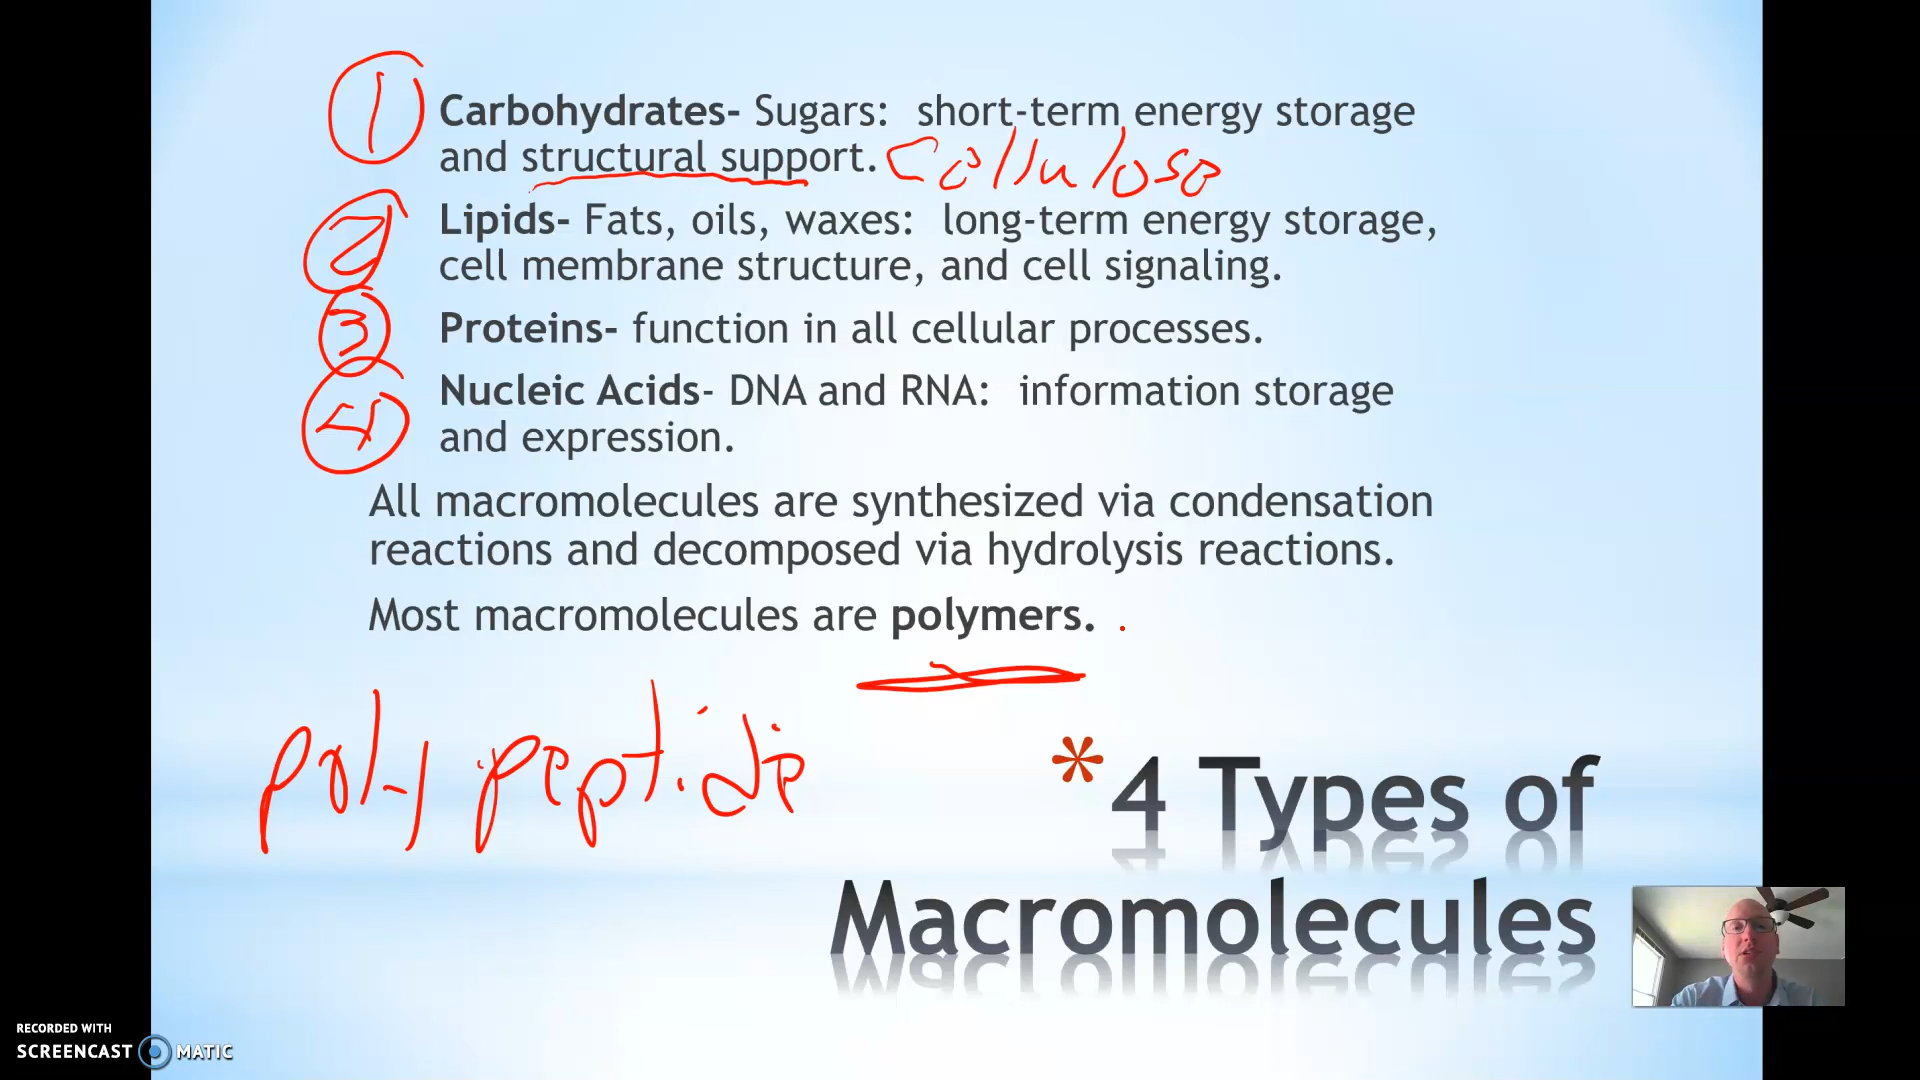 1 Carbohydrates- Sugars: short-term energy storage
and structural support. Cellulose
2 Lipids- Fats, oils, waxes: long-term energy storage,
cell membrane structure, and cell signaling.
3 Proteins- function in all cellular processes.
4 Nucleic Acids- DNA and RNA: information storage
and expression.
All macromolecules are synthesized via condensation
reactions and decomposed via hydrolysis reactions.
Most macromolecules are polymers.
polypeptide
*4 Types of
Macromolecules
RECORDED WITH
SCREENCAST MATIC